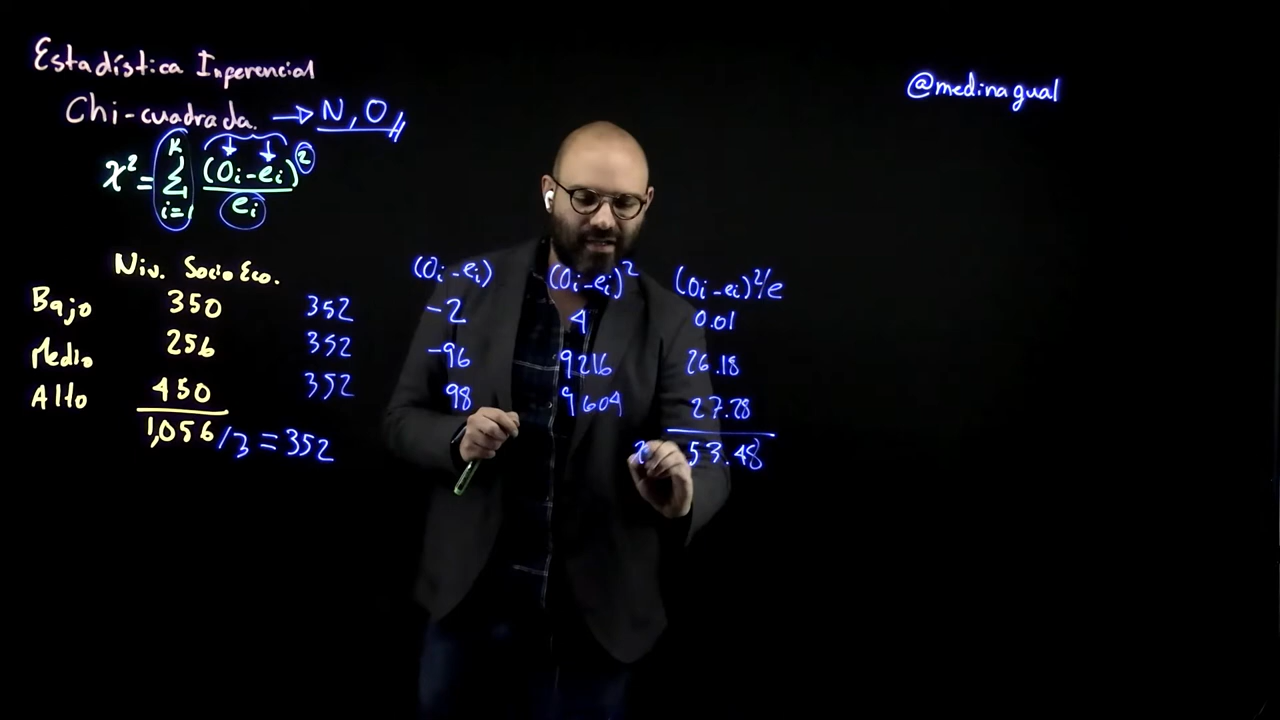 Estadística Inferencial
@medinagual
Chi-cuadrada. → N, O
χ² = Σ (Oi - ei)² / ei
K
i=1
Niv. Socio Eco. (Oi - ei) (Oi - ei)² (Oi - ei)²/e
Bajo 350 352 -2 4 0.01
Medio 256 352 -96 9216 26.18
Alto 450 352 98 9604 27.28
1,056 /3 = 352 53.48